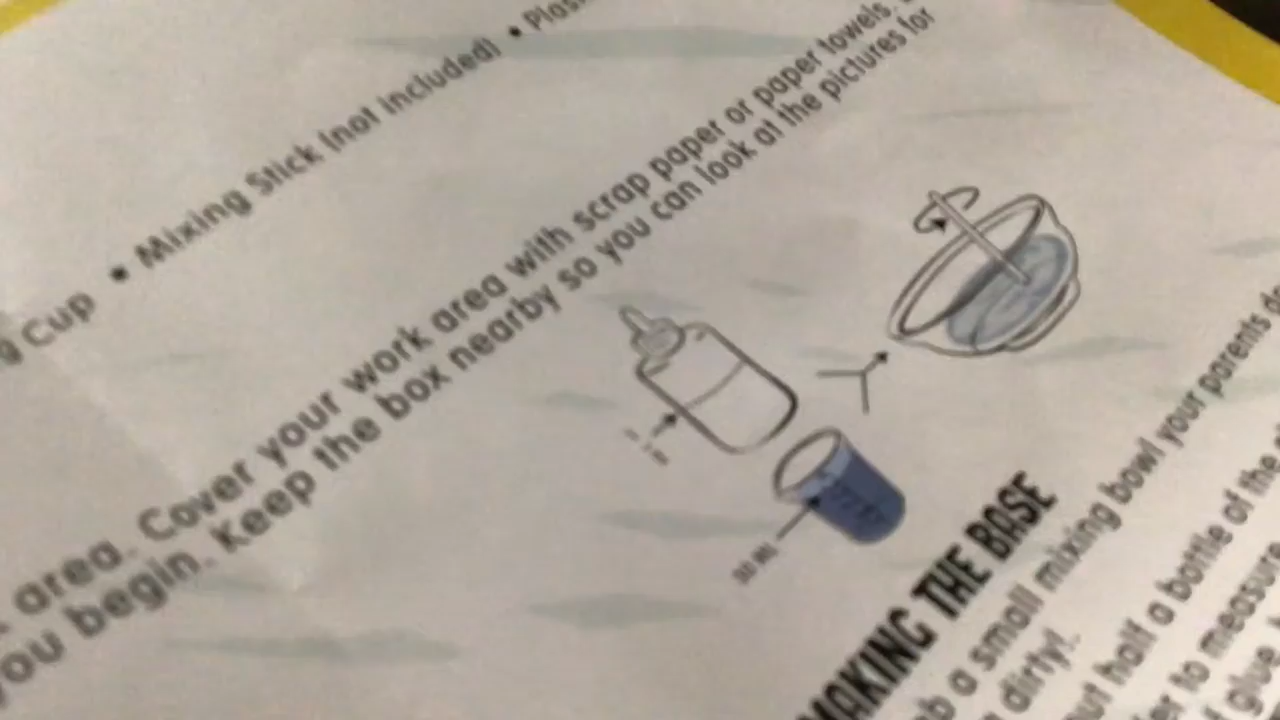 g Cup • Mixing Stick (not included) • Plas
area. Cover your work area with scrap paper or paper towels.
you begin. Keep the box nearby so you can look at the pictures for
MAKING THE BASE
b a small mixing bowl your parents
dirty!.
ut half a bottle of the
er to measure
glue